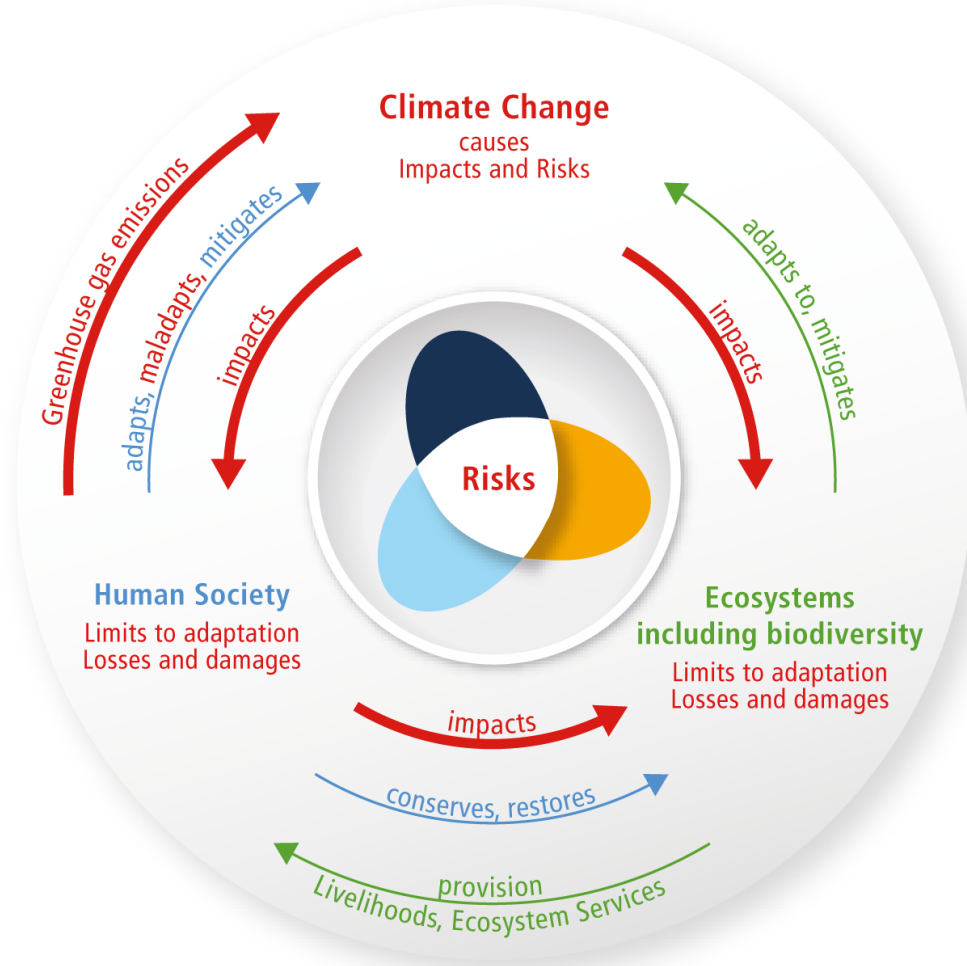 Climate Change
causes
Impacts and Risks
Greenhouse gas emissions
adapts, maladapts, mitigates
impacts
impacts
adapts to, mitigates
Risks
Human Society
Limits to adaptation
Losses and damages
Ecosystems
including biodiversity
Limits to adaptation
Losses and damages
impacts
conserves, restores
provision
Livelihoods, Ecosystem Services